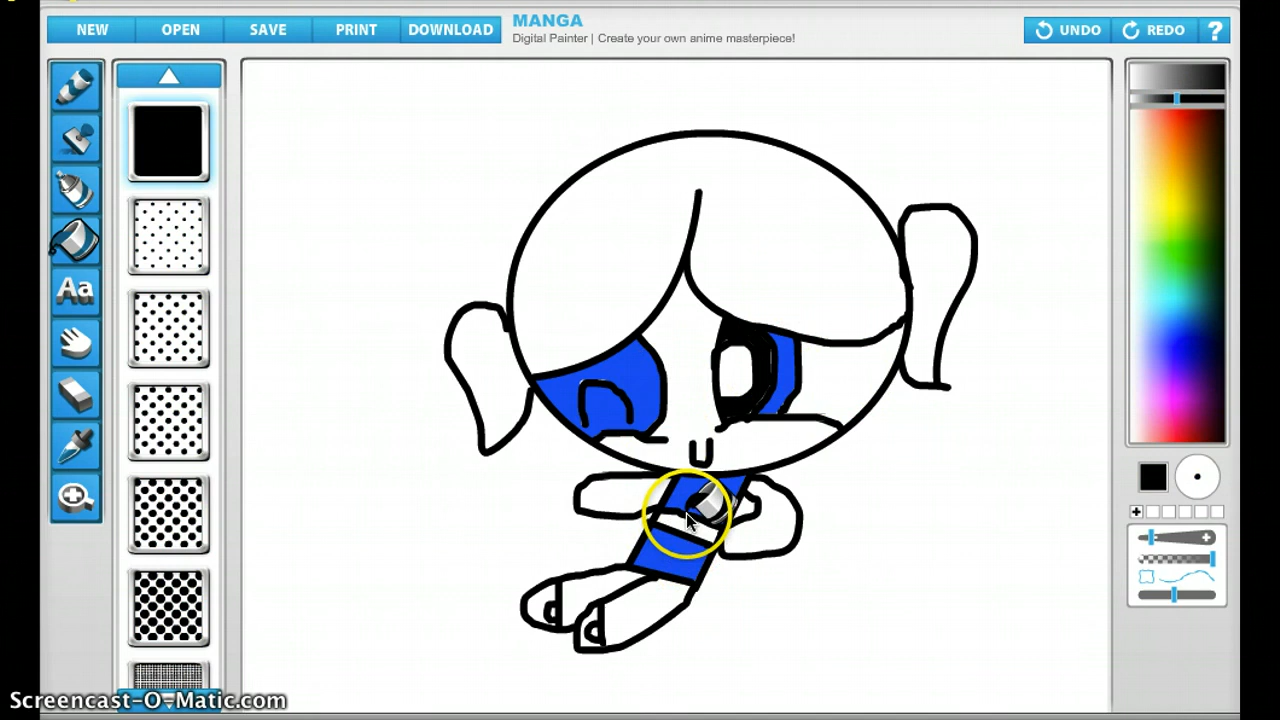 NEW OPEN SAVE PRINT DOWNLOAD
MANGA
Digital Painter | Create your own anime masterpiece!
UNDO REDO ?
Aa
Screencast-O-Matic.com